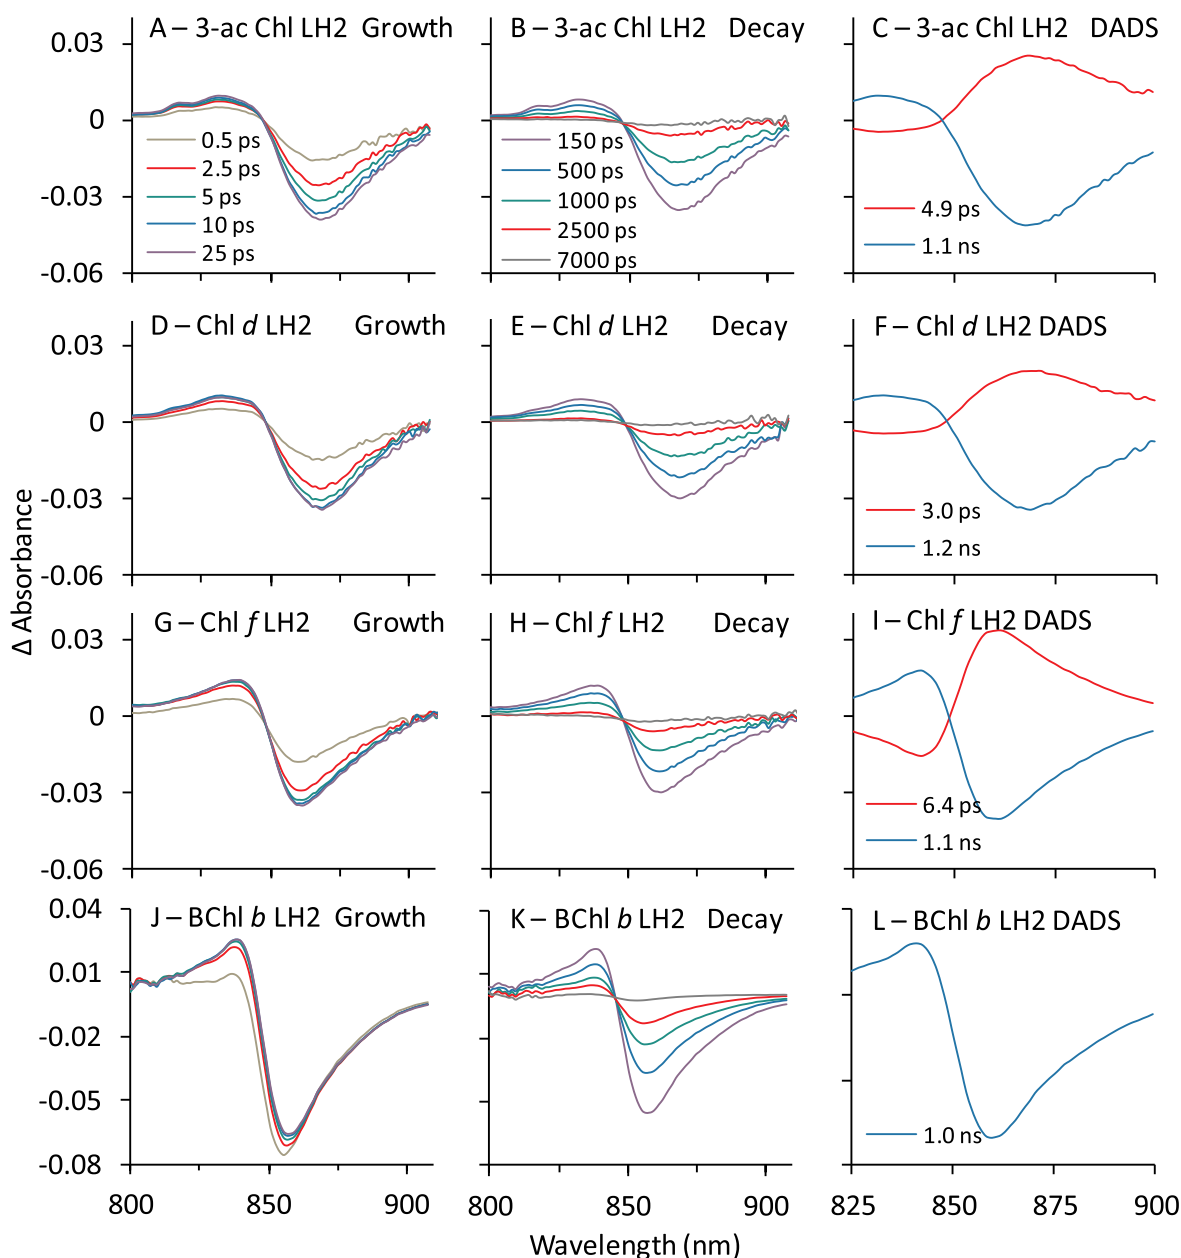 A – 3-ac Chl LH2 Growth
0.03
0
-0.03
-0.06
0.5 ps
2.5 ps
5 ps
10 ps
25 ps
B – 3-ac Chl LH2 Decay
150 ps
500 ps
1000 ps
2500 ps
7000 ps
C – 3-ac Chl LH2 DADS
4.9 ps
1.1 ns
D – Chl d LH2 Growth
0.03
0
-0.03
-0.06
E – Chl d LH2 Decay
F – Chl d LH2 DADS
3.0 ps
1.2 ns
Δ Absorbance
G – Chl f LH2 Growth
0.03
0
-0.03
-0.06
H – Chl f LH2 Decay
I – Chl f LH2 DADS
6.4 ps
1.1 ns
J – BChl b LH2 Growth
0.04
0.01
-0.02
-0.05
-0.08
K – BChl b LH2 Decay
L – BChl b LH2 DADS
1.0 ns
800 850 900
800 850 900
825 850 875 900
Wavelength (nm)